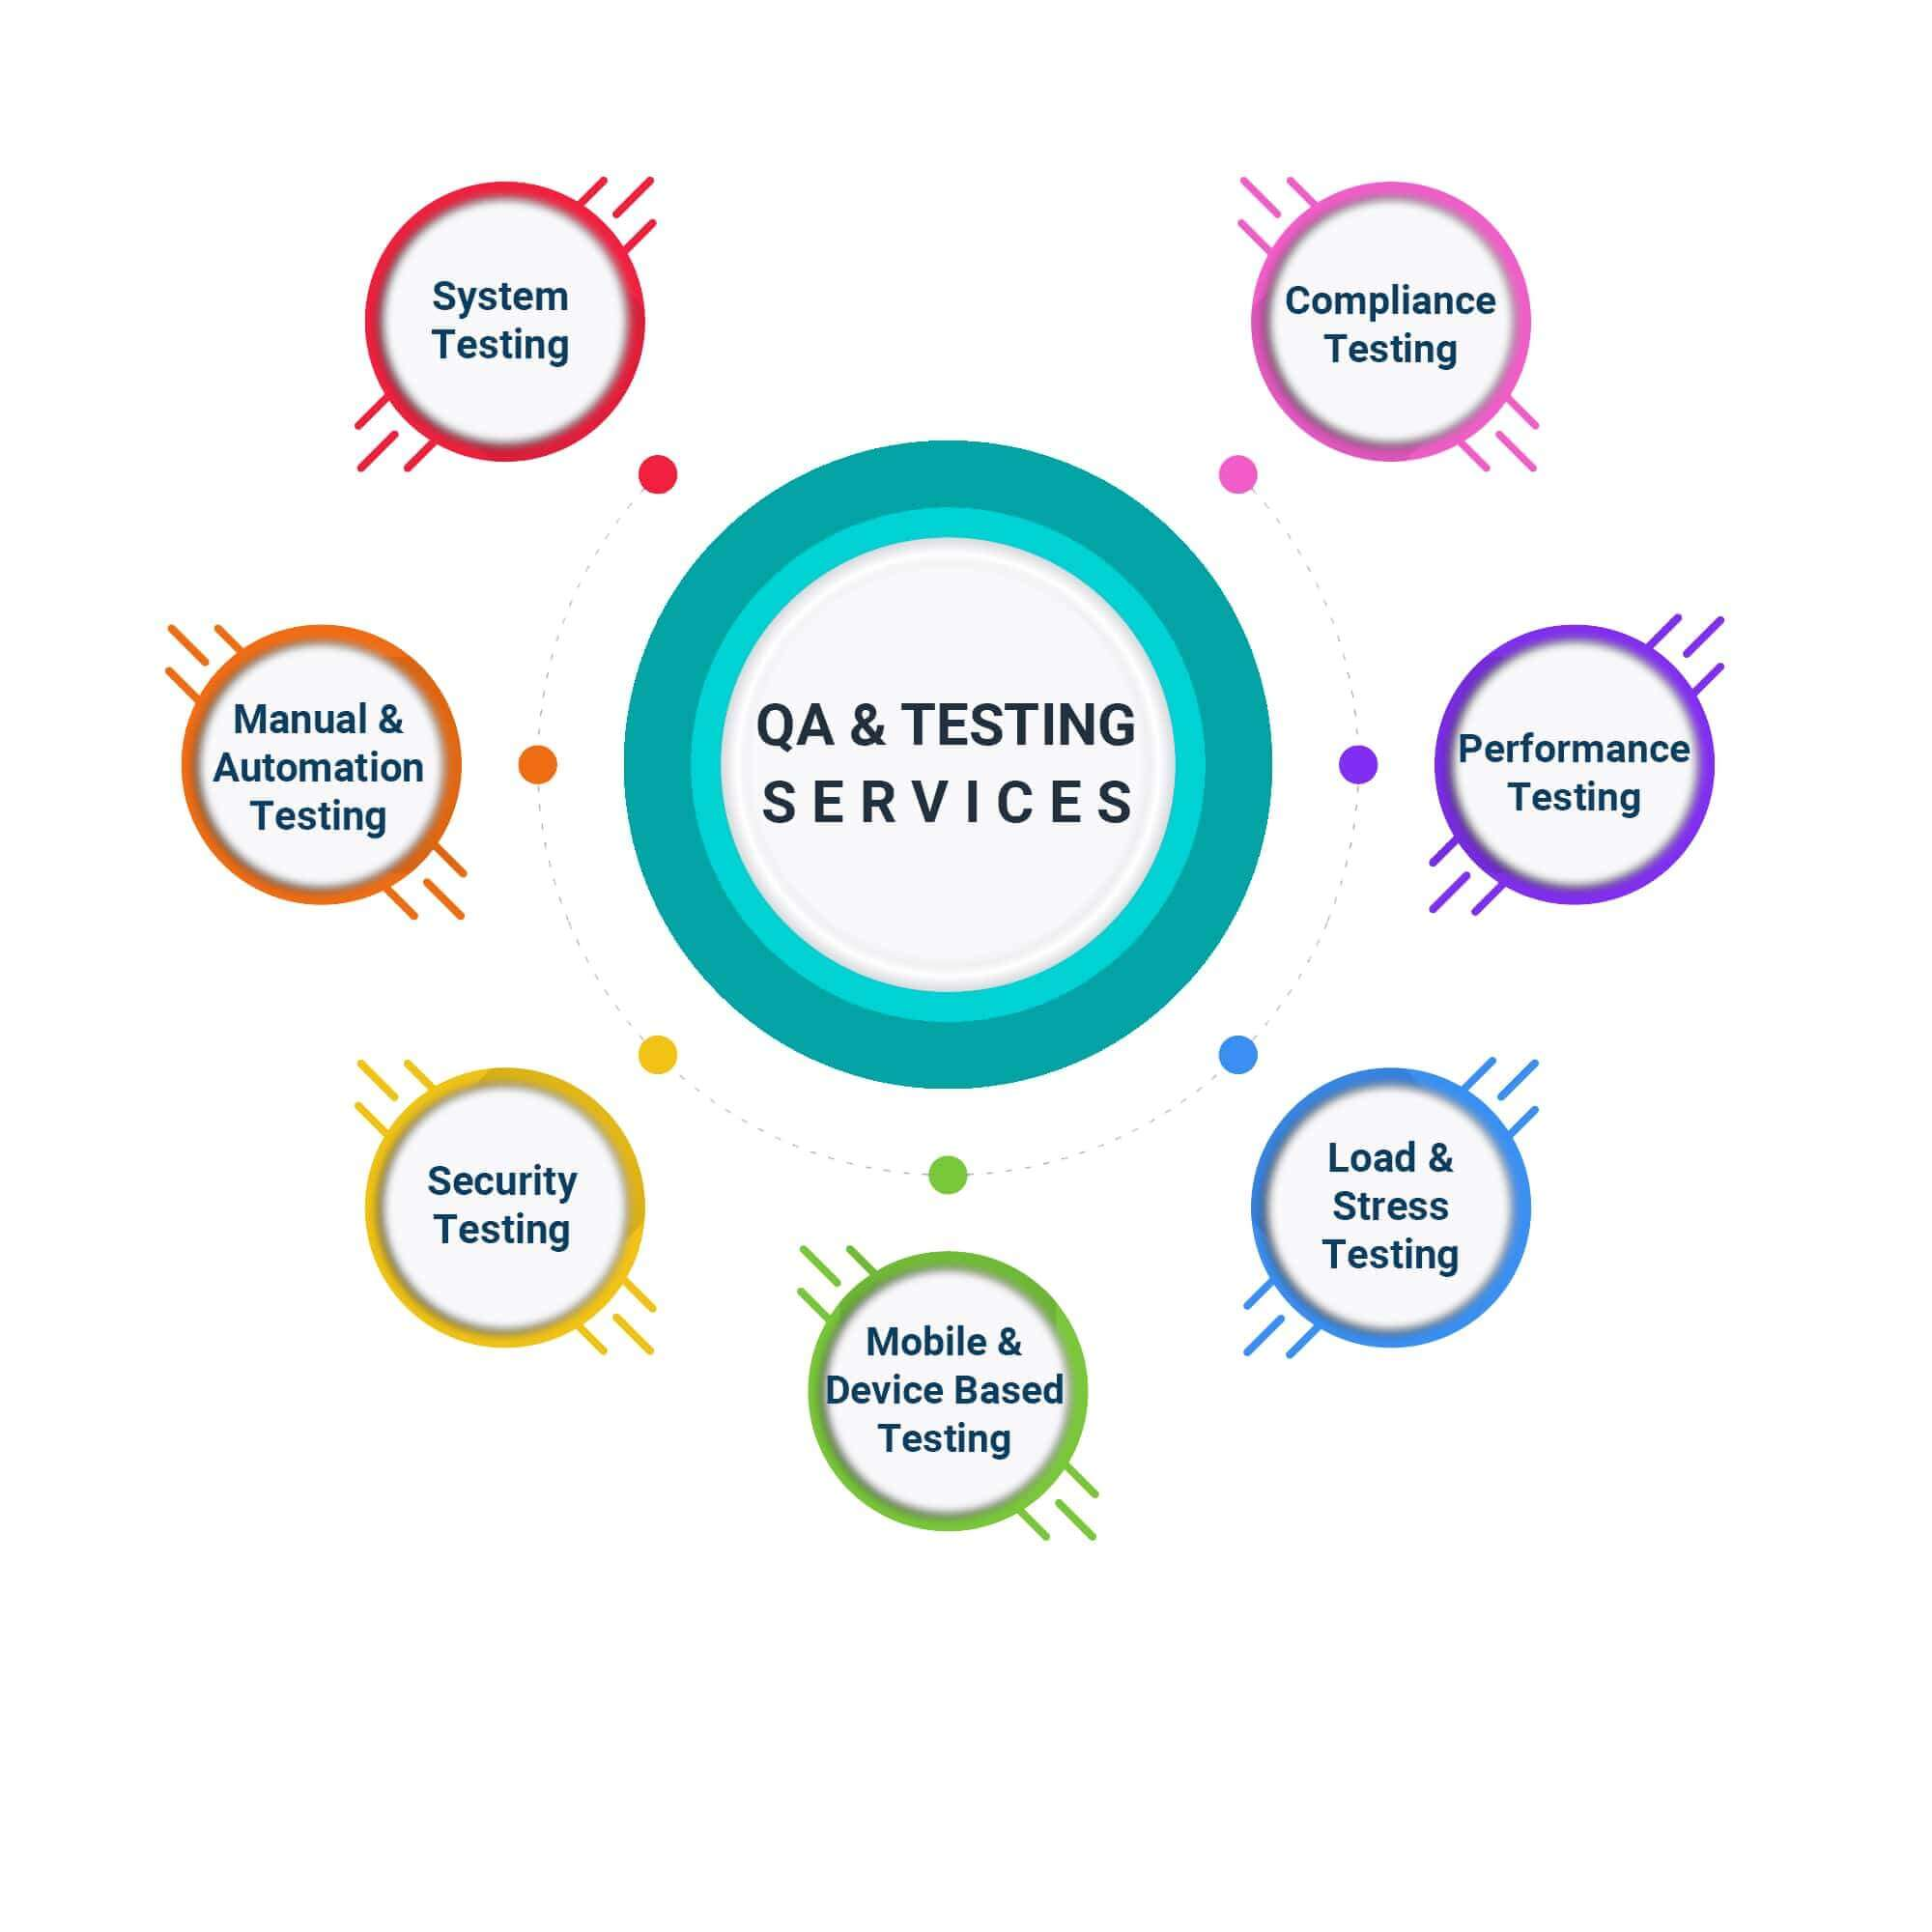 System
Testing
Compliance
Testing
Manual &
Automation
Testing
QA & TESTING
SERVICES
Performance
Testing
Security
Testing
Load &
Stress
Testing
Mobile &
Device Based
Testing